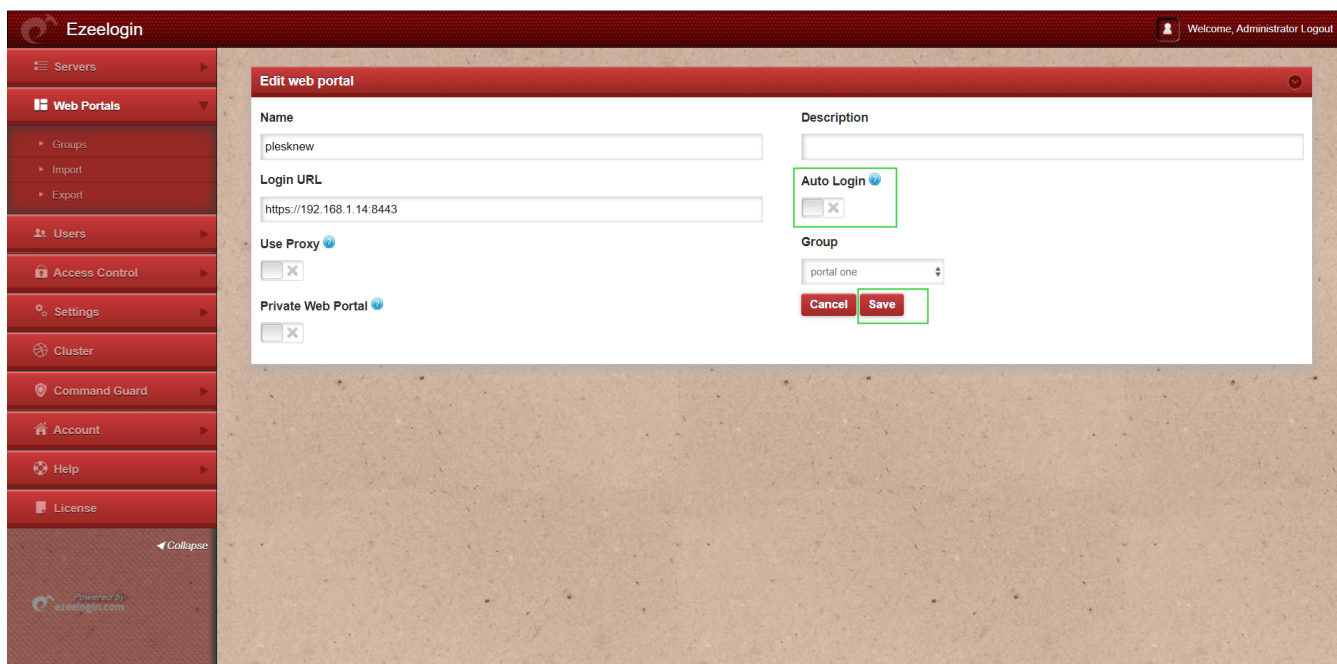 Ezeelogin
Welcome, Administrator Logout
Servers
Web Portals
Groups
Import
Export
Users
Access Control
Settings
Cluster
Command Guard
Account
Help
License
Collapse
Powered by
ezeelogin.com
Edit web portal
Name
plesknew
Description
Login URL
https://192.168.1.14:8443
Auto Login
Use Proxy
Group
portal one
Private Web Portal
Cancel Save